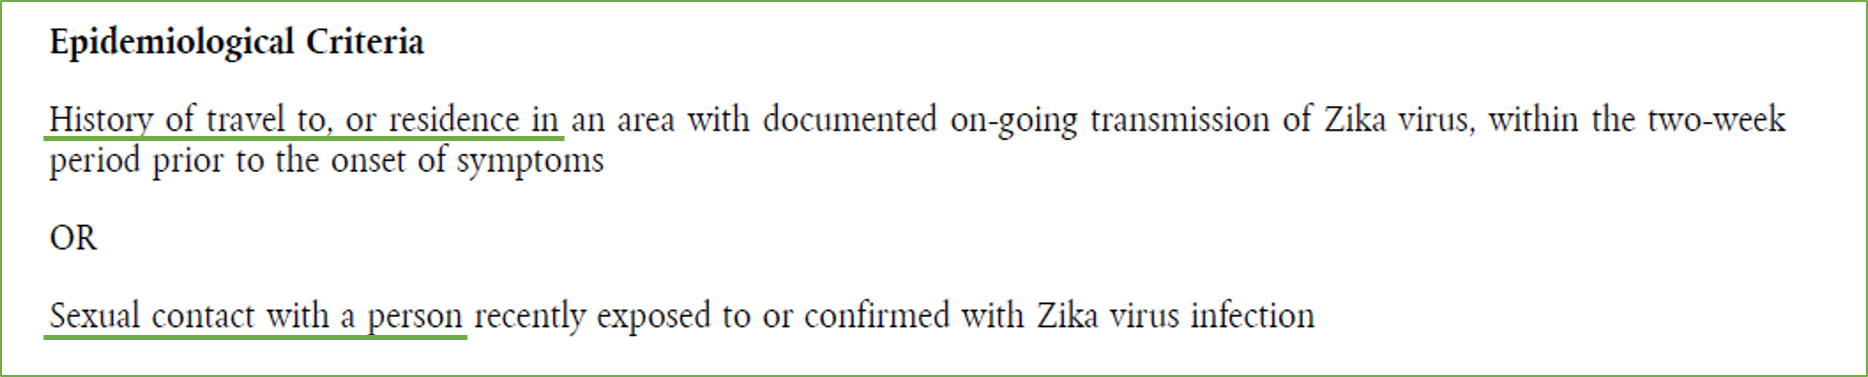 Epidemiological Criteria
History of travel to, or residence in an area with documented on-going transmission of Zika virus, within the two-week
period prior to the onset of symptoms
OR
Sexual contact with a person recently exposed to or confirmed with Zika virus infection